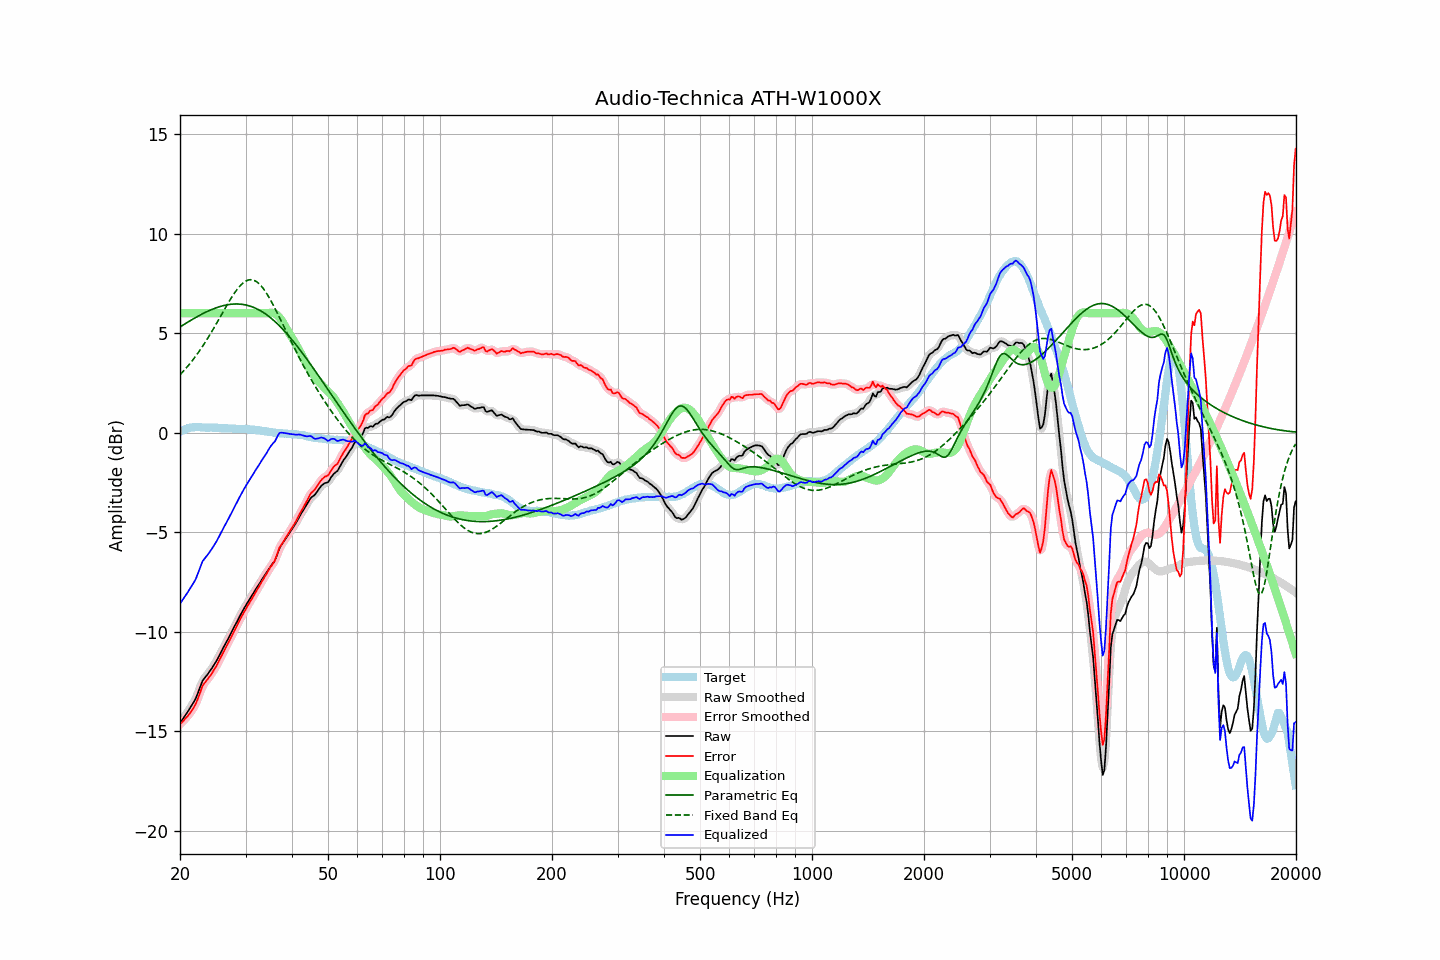 Audio-Technica ATH-W1000X
Amplitude (dBr)
15
10
5
0
−5
−10
−15
−20
Target
Raw Smoothed
Error Smoothed
Raw
Error
Equalization
Parametric Eq
Fixed Band Eq
Equalized
20 50 100 200 500 1000 2000 5000 10000 20000
Frequency (Hz)